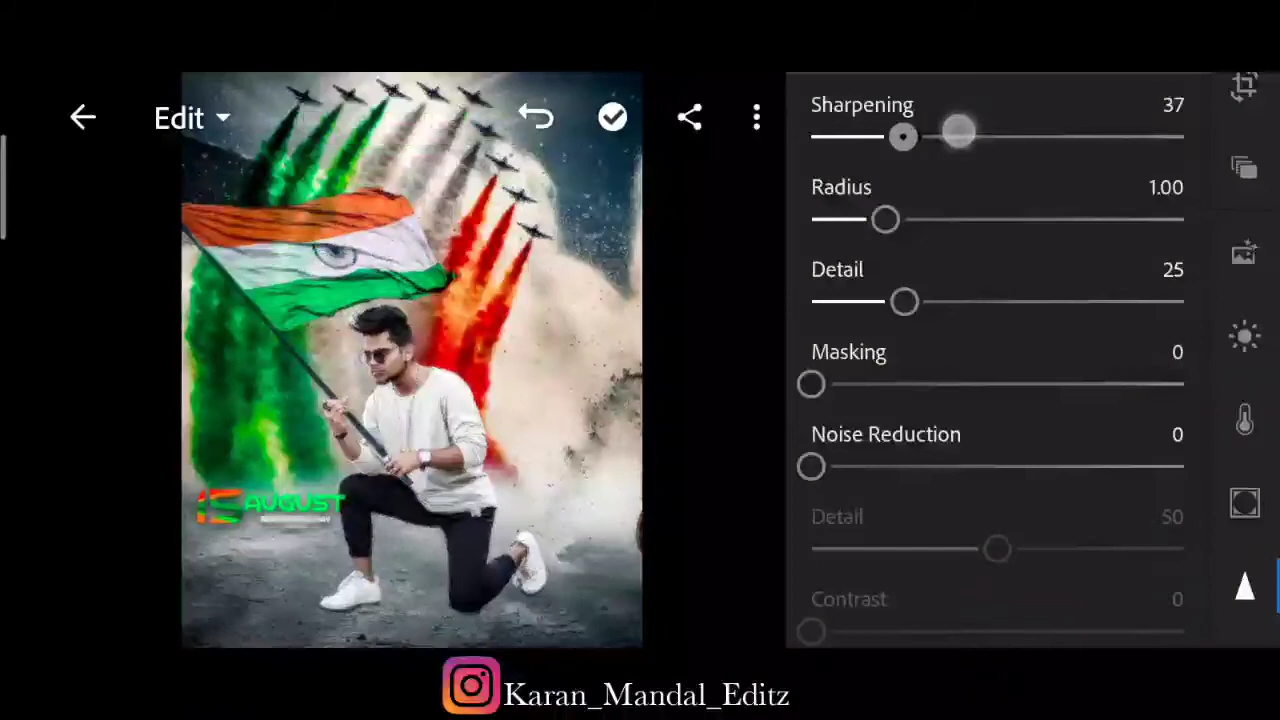 Edit
Sharpening 37
Radius 1.00
Detail 25
Masking 0
Noise Reduction 0
Detail 50
Contrast 0
15 AUGUST
Karan_Mandal_Editz